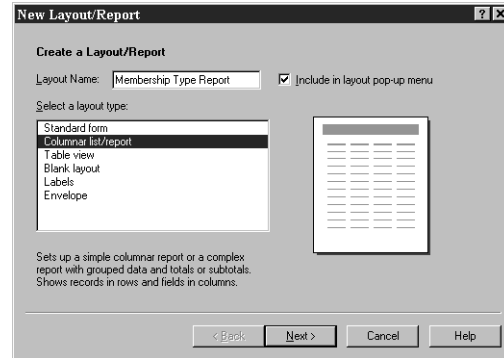 New Layout/Report
Create a Layout/Report
Layout Name: Membership Type Report
Include in layout pop-up menu
Select a layout type:
Standard form
Columnar list/report
Table view
Blank layout
Labels
Envelope
Sets up a simple columnar report or a complex
report with grouped data and totals or subtotals.
Shows records in rows and fields in columns.
< Back Next > Cancel Help